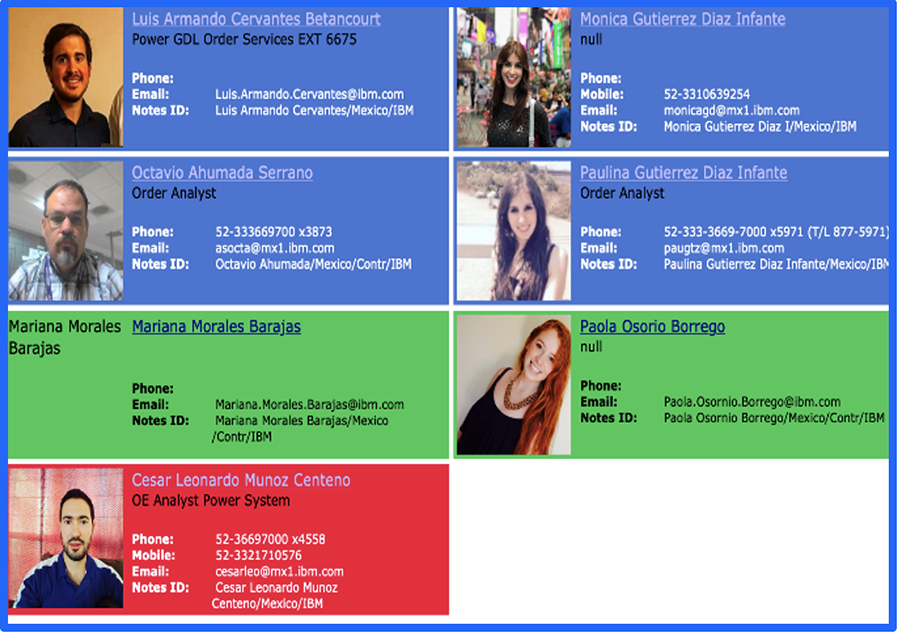 Luis Armando Cervantes Betancourt
Power GDL Order Services EXT 6675
Phone:
Email: Luis.Armando.Cervantes@ibm.com
Notes ID: Luis Armando Cervantes/Mexico/IBM
Monica Gutierrez Diaz Infante
null
Phone:
Mobile: 52-3310639254
Email: monicagd@mx1.ibm.com
Notes ID: Monica Gutierrez Diaz I/Mexico/IBM
Octavio Ahumada Serrano
Order Analyst
Phone: 52-333669700 x3873
Email: asocta@mx1.ibm.com
Notes ID: Octavio Ahumada/Mexico/Contr/IBM
Paulina Gutierrez Diaz Infante
Order Analyst
Phone: 52-333-3669-7000 x5971 (T/L 877-5971)
Email: paugtz@mx1.ibm.com
Notes ID: Paulina Gutierrez Diaz Infante/Mexico/IBM
Mariana Morales
Barajas
Mariana Morales Barajas
Phone:
Email: Mariana.Morales.Barajas@ibm.com
Notes ID: Mariana Morales Barajas/Mexico
/Contr/IBM
Paola Osorio Borrego
null
Phone:
Email: Paola.Osornio.Borrego@ibm.com
Notes ID: Paola Osornio Borrego/Mexico/Contr/IBM
Cesar Leonardo Munoz Centeno
OE Analyst Power System
Phone: 52-36697000 x4558
Mobile: 52-3321710576
Email: cesarleo@mx1.ibm.com
Notes ID: Cesar Leonardo Munoz
Centeno/Mexico/IBM